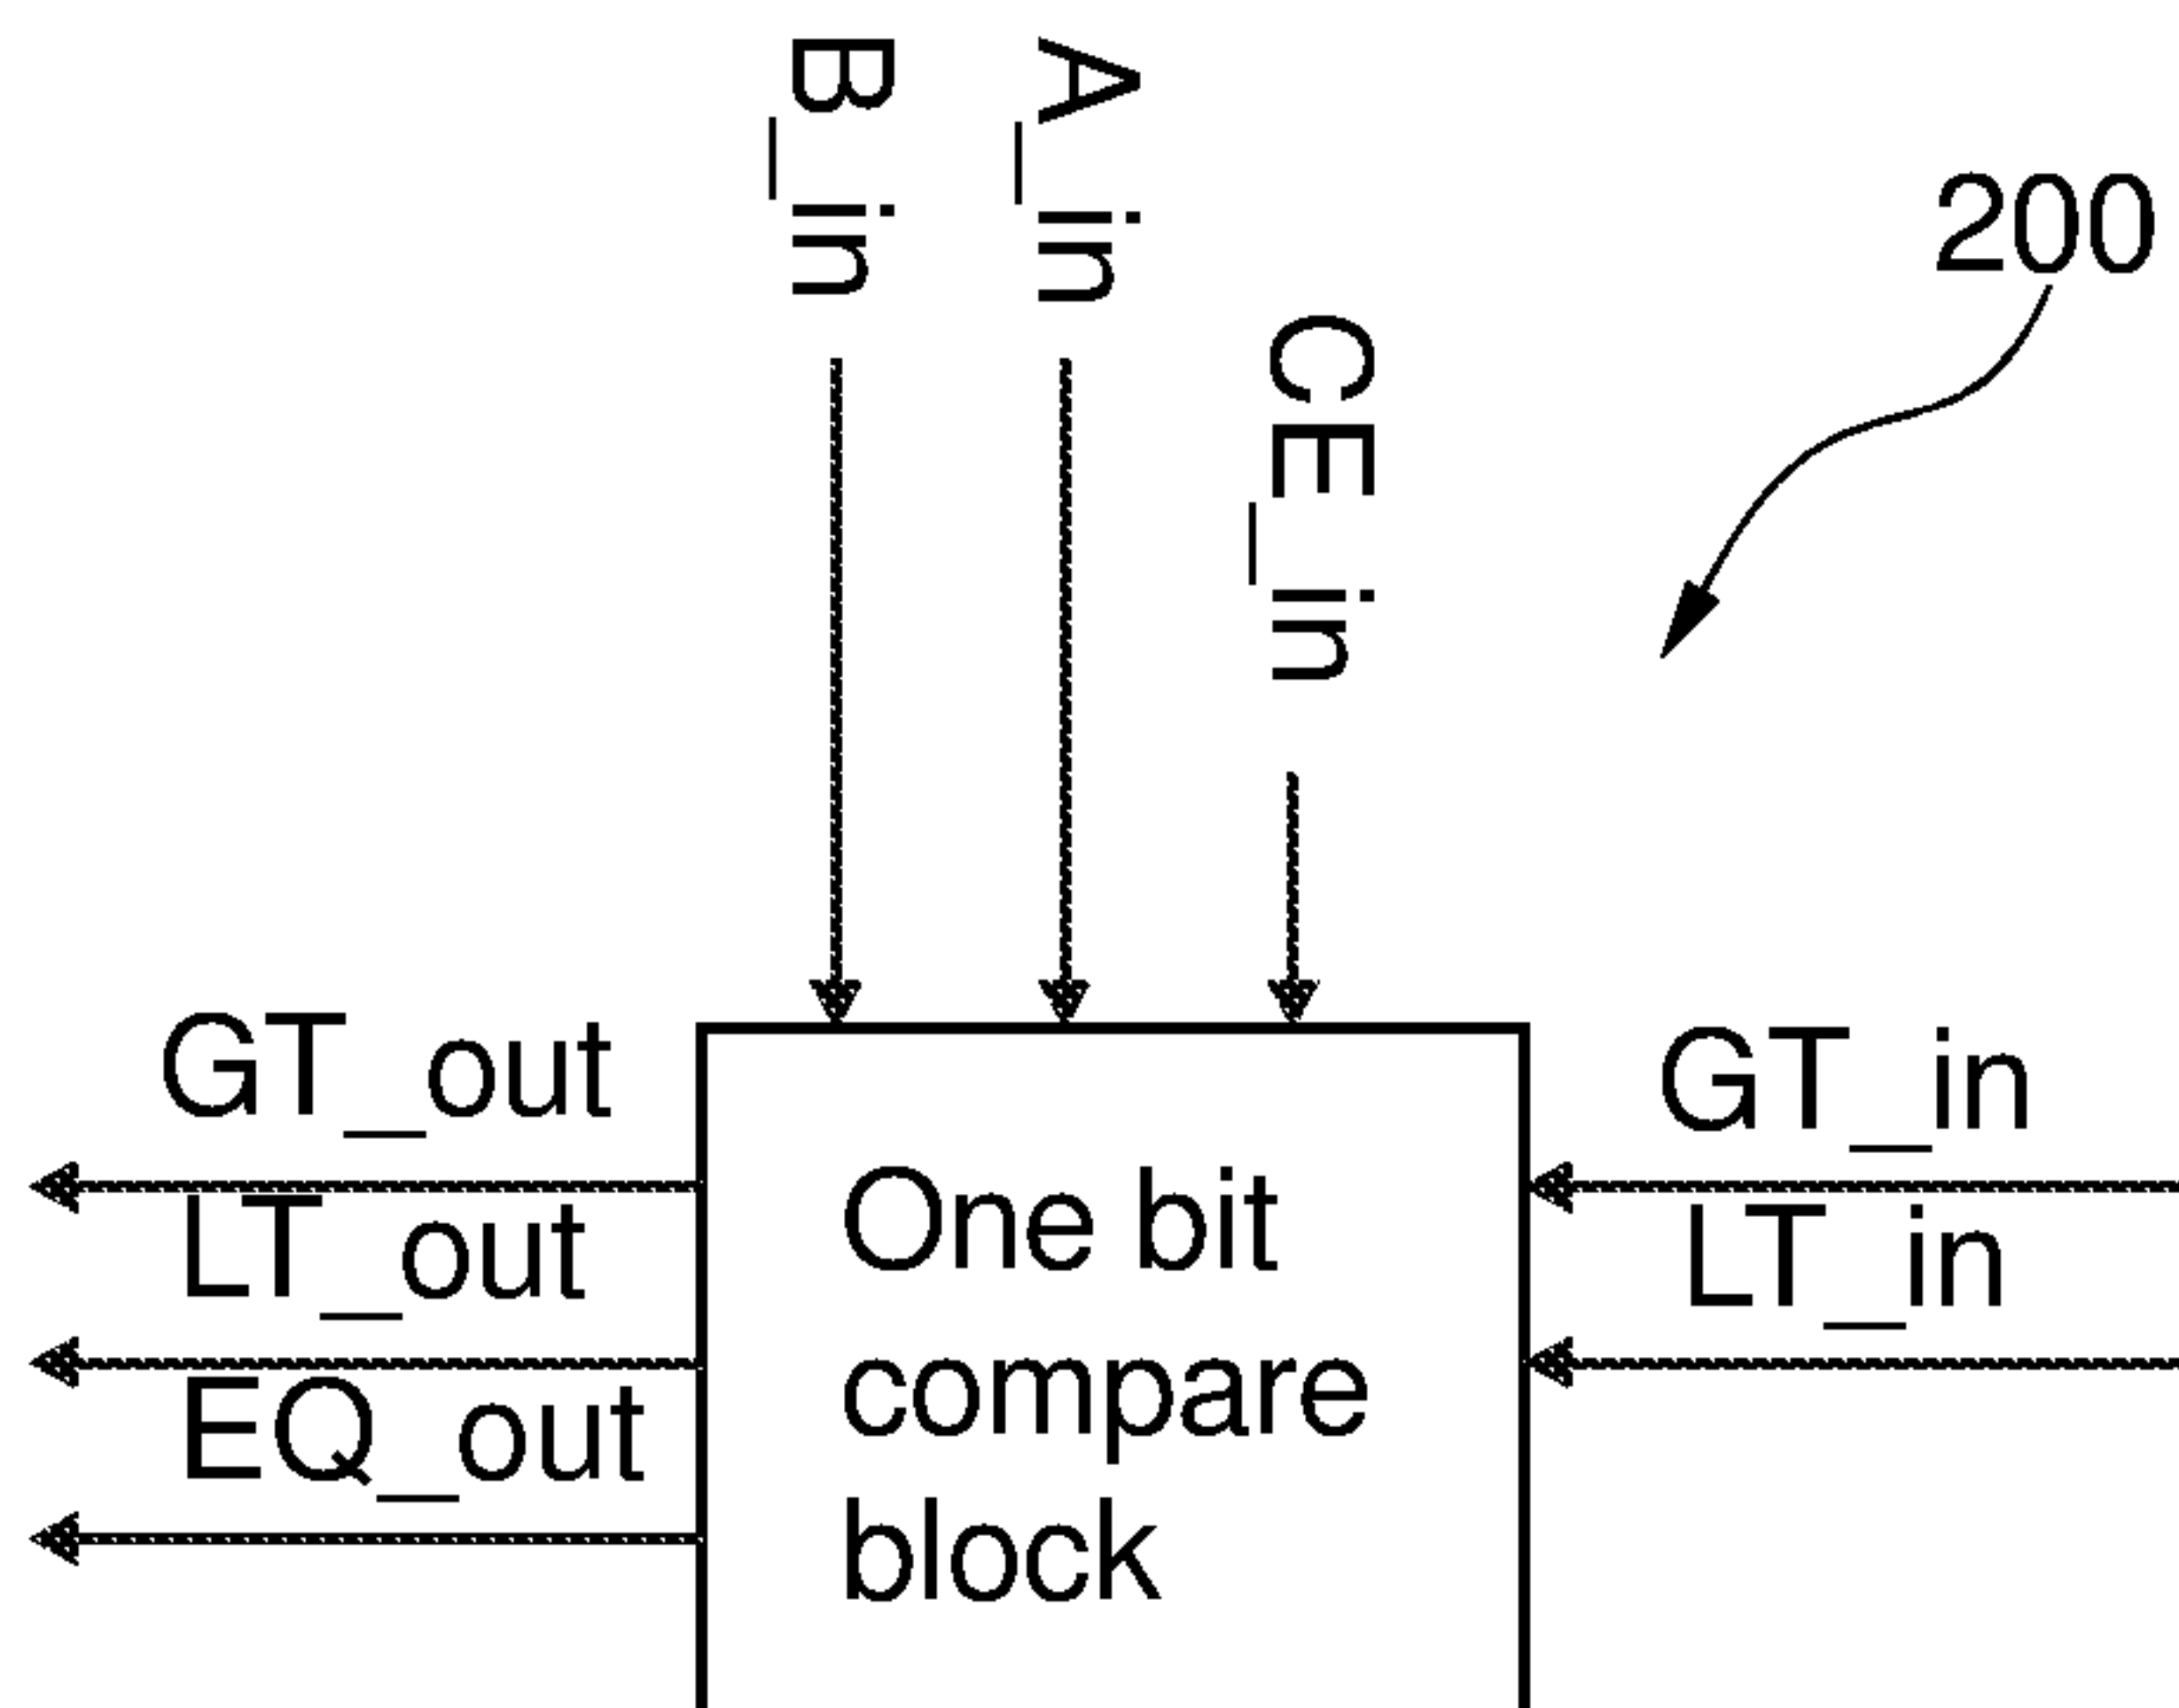 B_in
A_in
CE_in
200
GT_out
LT_out
EQ_out
One bit
compare
block
GT_in
LT_in